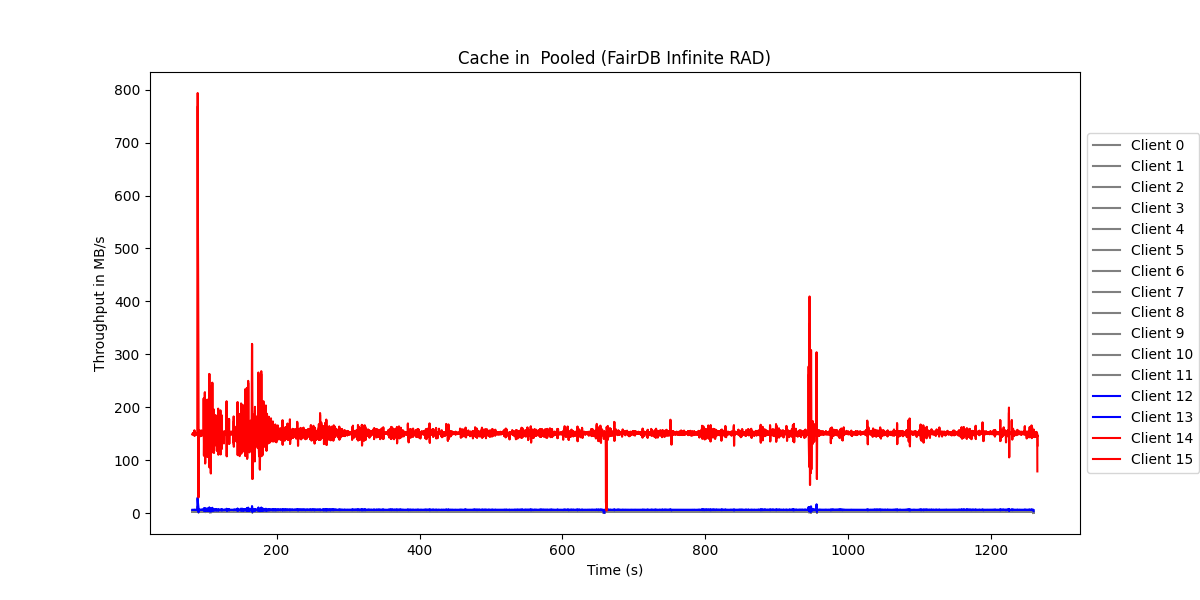 Cache in  Pooled (FairDB Infinite RAD)
Throughput in MB/s
800
700
600
500
400
300
200
100
0
200 400 600 800 1000 1200
Time (s)
Client 0
Client 1
Client 2
Client 3
Client 4
Client 5
Client 6
Client 7
Client 8
Client 9
Client 10
Client 11
Client 12
Client 13
Client 14
Client 15